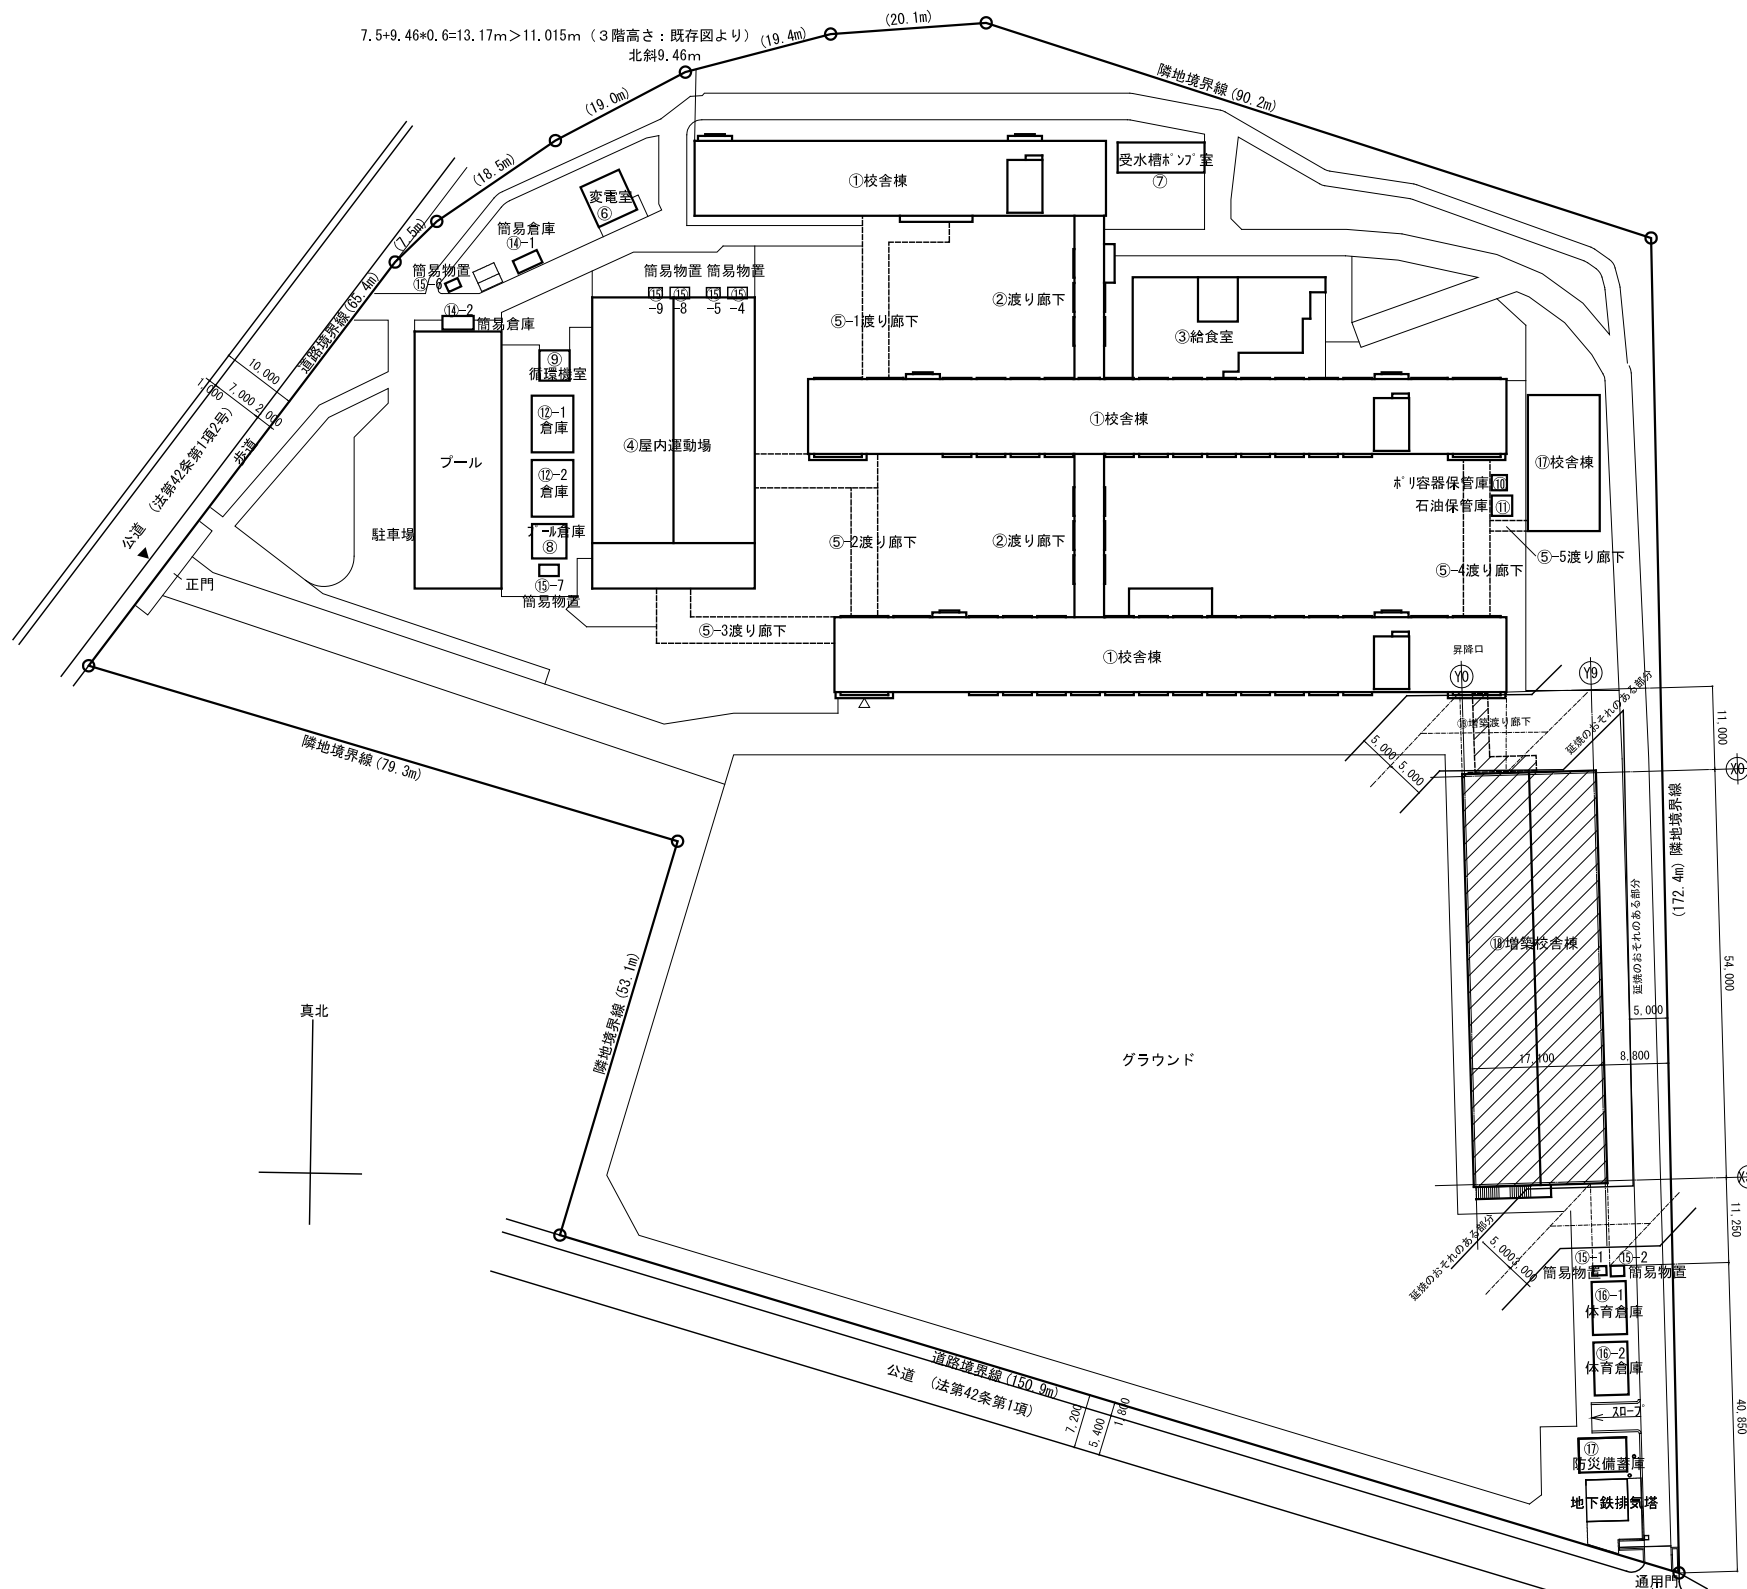 (20.1m)
7.5+9.46*0.6=13.17m＞11.015m（３階高さ：既存図より）
(19.4m)
北斜9.46m
隣地境界線(90.2m)
(19.0m)
(18.5m)
(7.5m)
①校舎棟
受水槽ﾎﾟﾝﾌﾟ室
⑦
変電室
⑥
簡易倉庫
⑭-1
簡易物置
⑮-6
⑭-2
簡易倉庫
簡易物置
簡易物置
⑮-9
⑮-8
⑮-5
⑮-4
②渡り廊下
⑤-1渡り廊下
③給食室
道路境界線(65.4m)
10,000
7,000
2,000
1,000
公道 （法第42条第1項2号）
歩道
⑨
循環機室
⑫-1
倉庫
⑫-2
倉庫
プール
④屋内運動場
①校舎棟
⑰校舎棟
ﾎﾟﾘ容器保管庫
⑩
石油保管庫
⑪
駐車場
プール倉庫
⑧
⑮-7
簡易物置
正門
⑤-2渡り廊下
②渡り廊下
⑤-5渡り廊下
⑤-4渡り廊下
⑤-3渡り廊下
①校舎棟
昇降口
Y0
Y9
延焼のおそれのある部分
⑱増築渡り廊下
11,000
5,000
5,000
X0
隣地境界線(79.3m)
(172.4m) 隣地境界線
⑱増築校舎棟
延焼のおそれのある部分
54,000
隣地境界線(53.1m)
真北
5,000
グラウンド
17,100
8,800
11,250
延焼のおそれのある部分
5,000
3,000
⑮-1
⑮-2
簡易物置
簡易物置
⑯-1
体育倉庫
⑯-2
体育倉庫
道路境界線(150.9m)
公道 （法第42条第1項）
7,200
5,400
1,800
ｽﾛｰﾌﾟ
40,850
⑰
防災備蓄庫
地下鉄排気塔
通用門